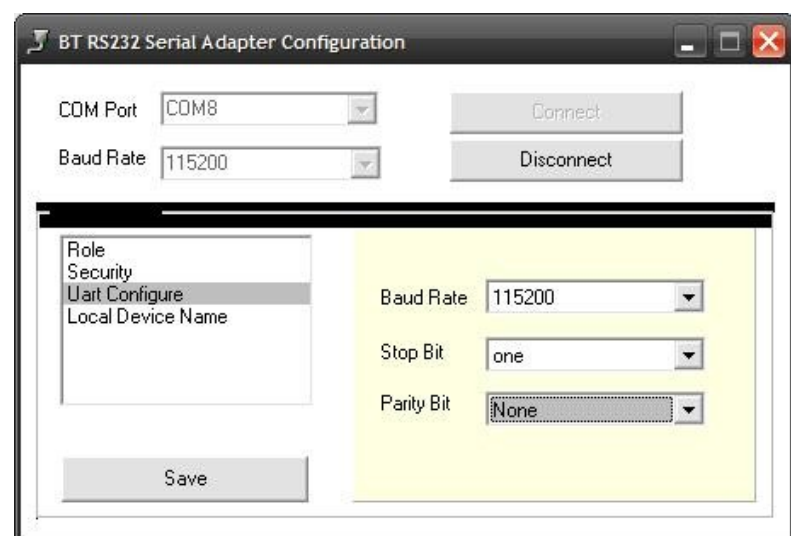 BT RS232 Serial Adapter Configuration
COM Port COM8 Connect
Baud Rate 115200 Disconnect
Role
Security
Uart Configure
Local Device Name
Baud Rate 115200
Stop Bit one
Parity Bit None
Save